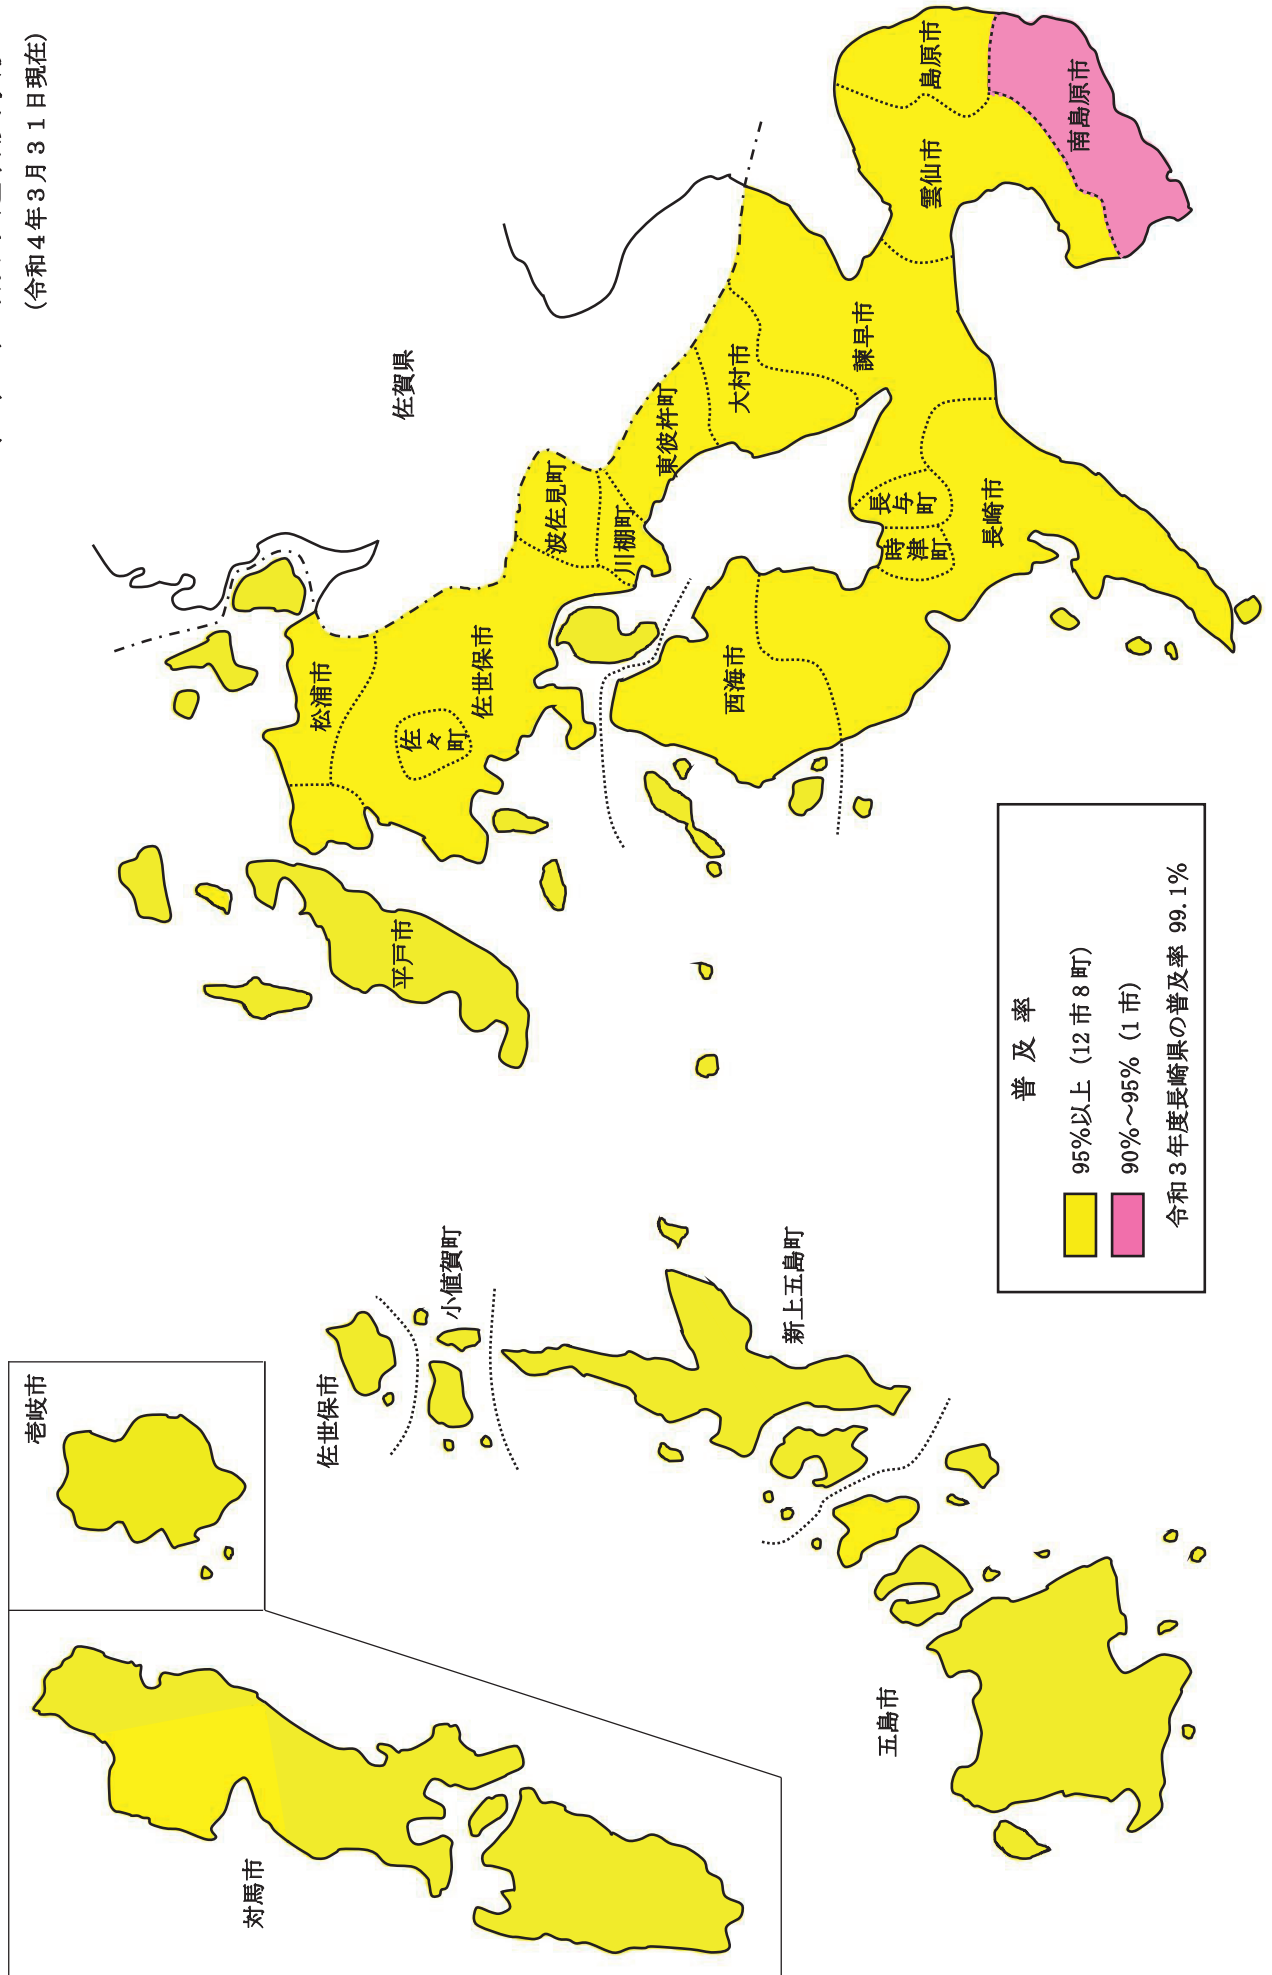 (令和4年3月31日現在)
佐賀県
壱岐市
対馬市
佐世保市
小値賀町
新上五島町
五島市
平戸市
松浦市
佐々町
佐世保市
波佐見町
川棚町
東彼杵町
大村市
西海市
諫早市
長与町
時津町
長崎市
島原市
雲仙市
南島原市
普及率
95%以上 (12市8町)
90%~95% (1市)
令和3年度長崎県の普及率 99.1%